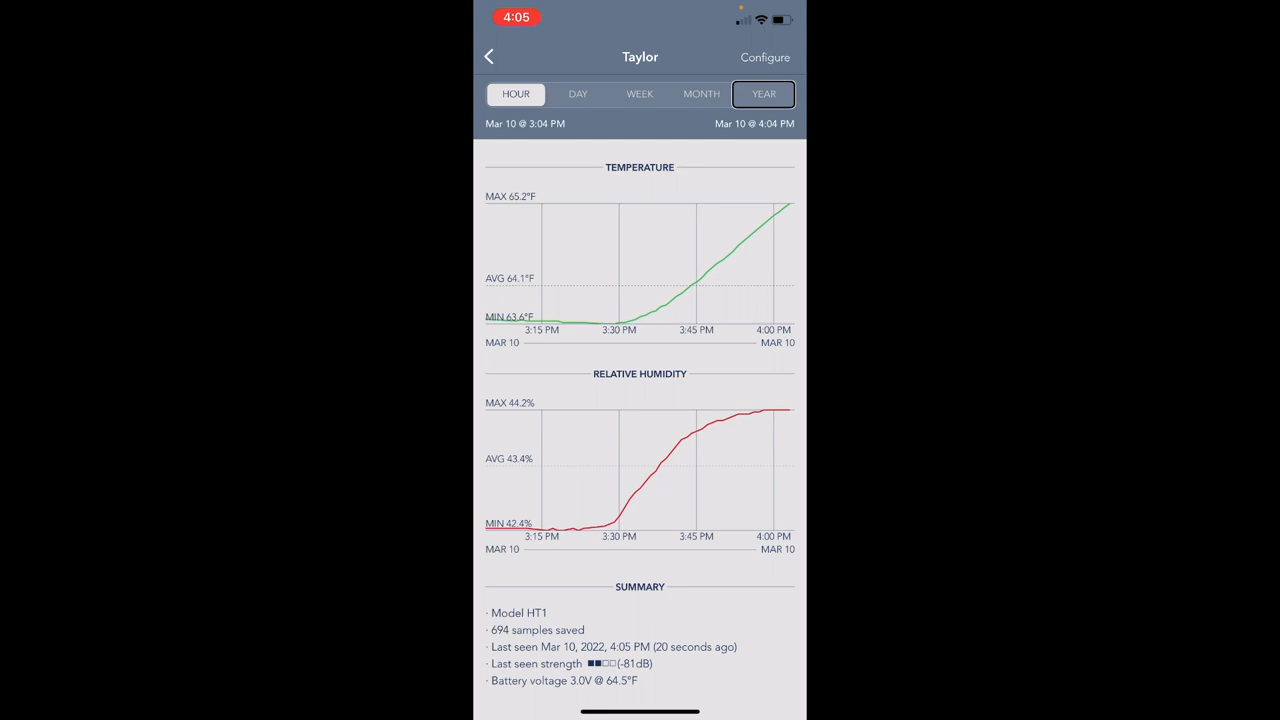 4:05
Taylor
Configure
HOUR DAY WEEK MONTH YEAR
Mar 10 @ 3:04 PM Mar 10 @ 4:04 PM
TEMPERATURE
MAX 65.2°F
AVG 64.1°F
MIN 63.6°F
3:15 PM 3:30 PM 3:45 PM 4:00 PM
MAR 10 MAR 10
RELATIVE HUMIDITY
MAX 44.2%
AVG 43.4%
MIN 42.4%
3:15 PM 3:30 PM 3:45 PM 4:00 PM
MAR 10 MAR 10
SUMMARY
· Model HT1
· 694 samples saved
· Last seen Mar 10, 2022, 4:05 PM (20 seconds ago)
· Last seen strength ■■□□(-81dB)
· Battery voltage 3.0V @ 64.5°F